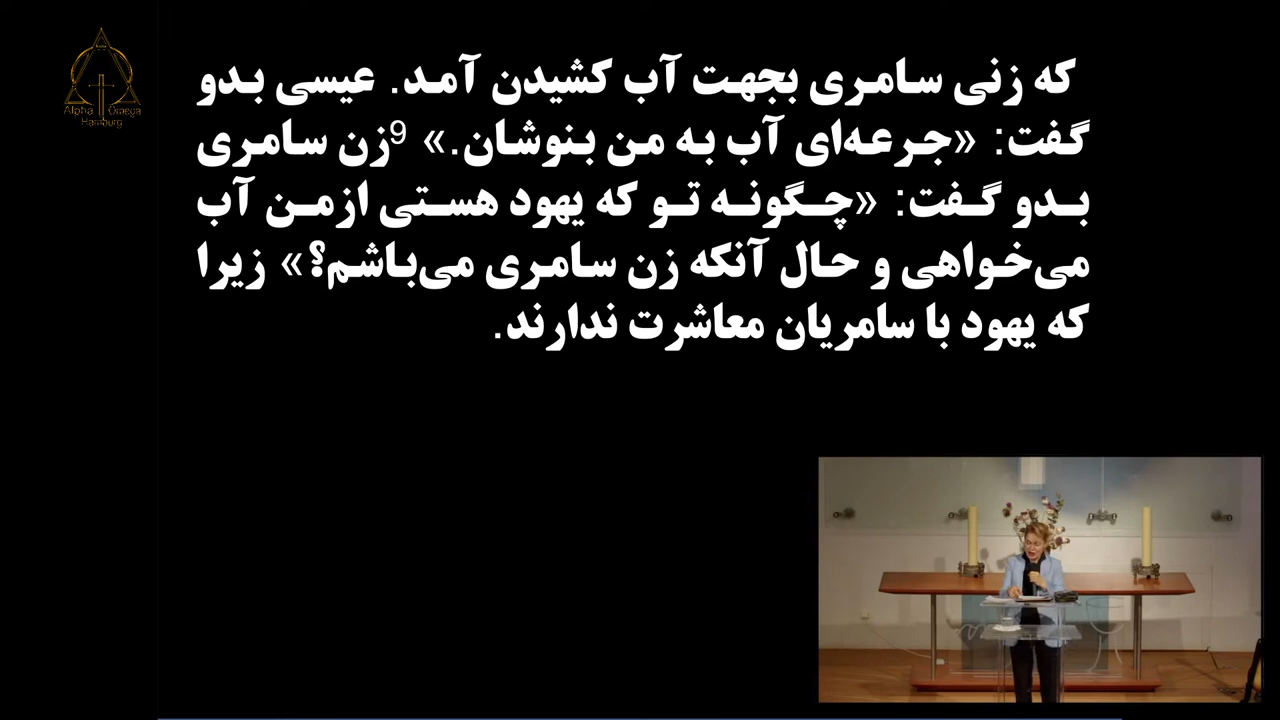 Alpha Omega
Hamburg
که زنی سامری بجهت آب کشیدن آمد. عیسی بدو
گفت: «جرعه‌ای آب به من بنوشان.» 9زن سامری
بدو گفت: «چگونه تو که یهود هستی ازمن آب
می‌خواهی و حال آنکه زن سامری می‌باشم؟» زیرا
که یهود با سامریان معاشرت ندارند.